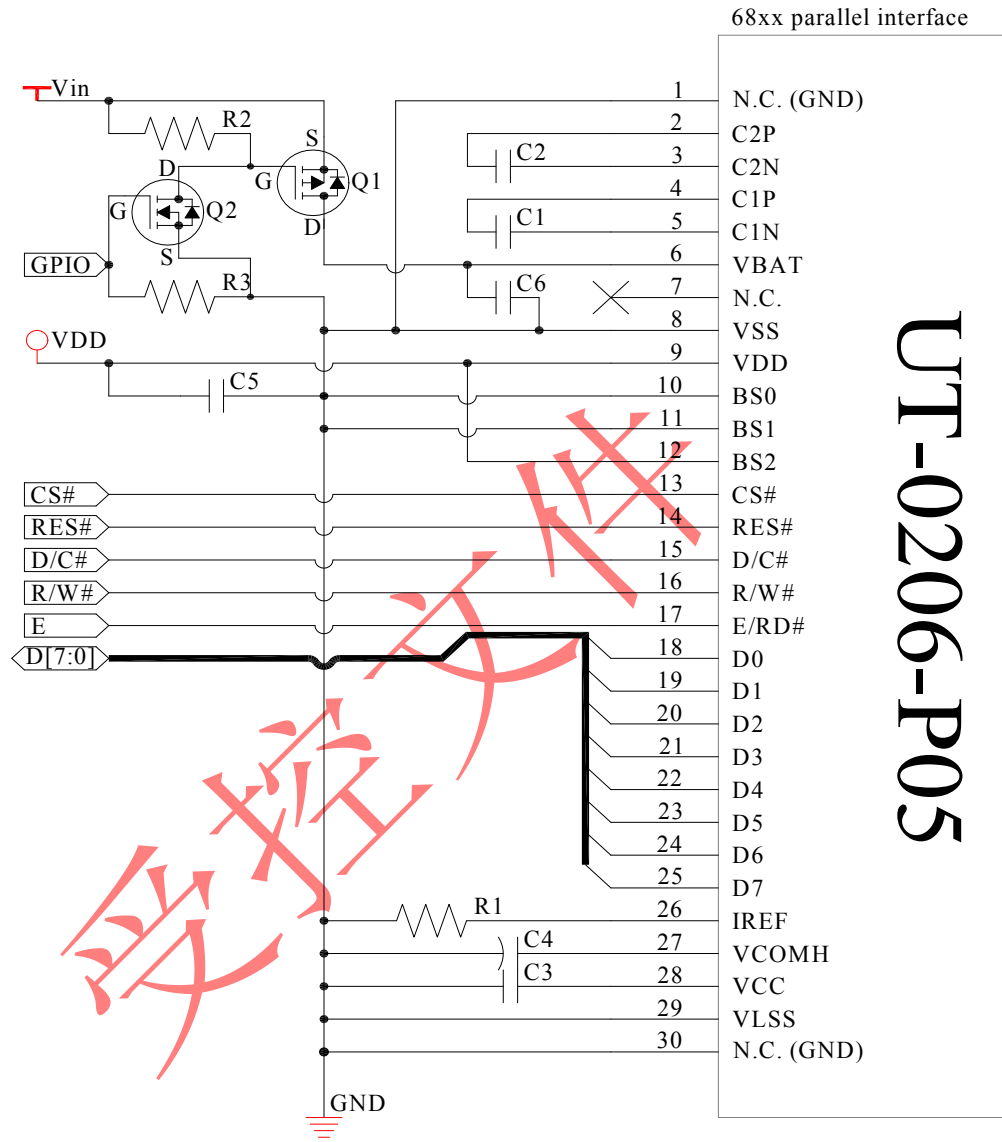 68xx parallel interface
Vin
R2
S
D
G
Q1
G
Q2
D
S
GPIO
R3
VDD
C5
C2
C1
C6
CS#
RES#
D/C#
R/W#
E
D[7:0]
R1
C4
C3
GND
1 N.C. (GND)
2 C2P
3 C2N
4 C1P
5 C1N
6 VBAT
7 N.C.
8 VSS
9 VDD
10 BS0
11 BS1
12 BS2
13 CS#
14 RES#
15 D/C#
16 R/W#
17 E/RD#
18 D0
19 D1
20 D2
21 D3
22 D4
23 D5
24 D6
25 D7
26 IREF
27 VCOMH
28 VCC
29 VLSS
30 N.C. (GND)
UT-0206-P05
受控文件